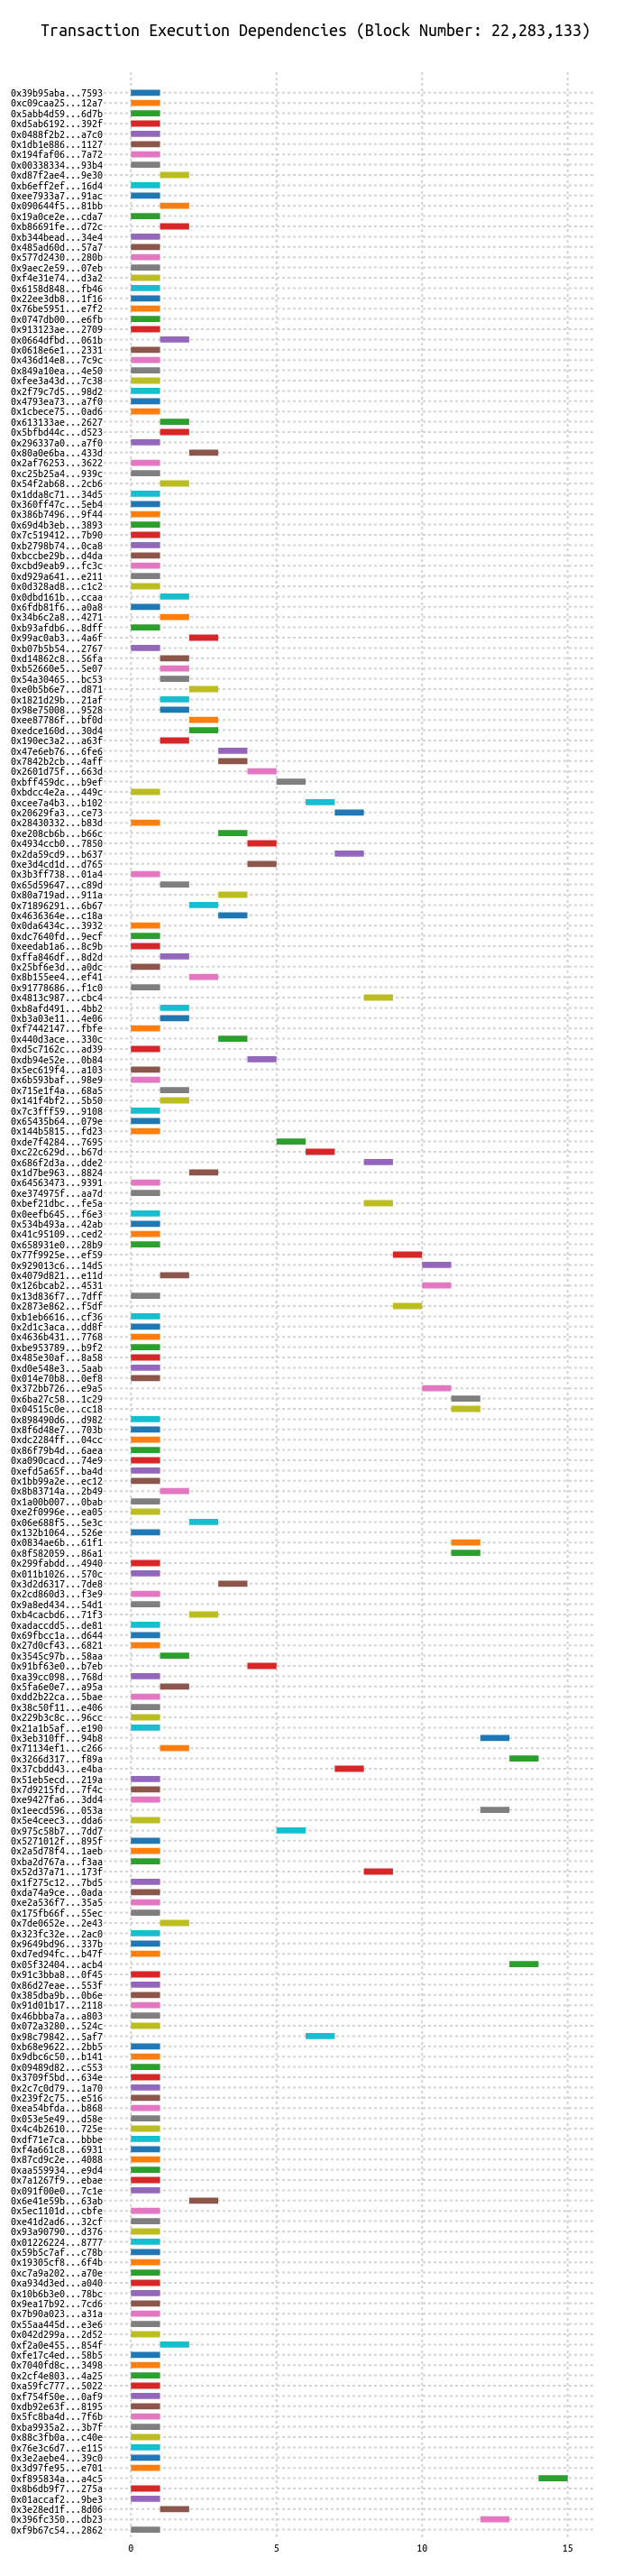 Transaction Execution Dependencies (Block Number: 22,283,133)
0x39b95aba...7593
0xc09caa25...12a7
0x5abb4d59...6d7b
0xd5ab6192...392f
0x0488f2b2...a7c0
0x1db1e886...1127
0x194faf06...7a72
0x00338334...93b4
0xd87f2ae4...9e30
0xb6eff2ef...16d4
0xee7933a7...91ac
0x090644f5...81bb
0x19a0ce2e...cda7
0xb86691fe...d72c
0xb344bead...34e4
0x485ad60d...57a7
0x577d2430...280b
0x9aec2e59...07eb
0xf4e31e74...d3a2
0x6158d848...fb46
0x22ee3db8...1f16
0x76be5951...e7f2
0x0747db00...e6fb
0x913123ae...2709
0x0664dfbd...061b
0x0618e6e1...2331
0x436d14e8...7c9c
0x849a10ea...4e50
0xfee3a43d...7c38
0x2f79c7d5...98d2
0x4793ea73...a7f0
0x1cbece75...0ad6
0x613133ae...2627
0x5bfbd44c...d523
0x296337a0...a7f0
0x80a0e6ba...433d
0x2af76253...3622
0xc25b25a4...939c
0x54f2ab68...2cb6
0x1dda8c71...34d5
0x360ff47c...5eb4
0x386b7496...9f44
0x69d4b3eb...3893
0x7c519412...7b90
0xb2798b74...0ca8
0xbccbe29b...d4da
0xcbd9eab9...fc3c
0xd929a641...e211
0x0d328ad8...c1c2
0x0dbd161b...ccaa
0x6fdb81f6...a0a8
0x34b6c2a8...4271
0xb93afdb6...8dff
0x99ac0ab3...4a6f
0xb07b5b54...2767
0xd14862c8...56fa
0xb52660e5...5e07
0x54a30465...bc53
0xe0b5b6e7...d871
0x1821d29b...21af
0x98e75008...9528
0xee87786f...bf0d
0xedce160d...30d4
0x190ec3a2...a63f
0x47e6eb76...6fe6
0x7842b2cb...4aff
0x2601d75f...663d
0xbff459dc...b9ef
0xbdcc4e2a...449c
0xcee7a4b3...b102
0x20629fa3...ce73
0x28430332...b83d
0xe208cb6b...b66c
0x4934ccb0...7850
0x2da59cd9...b637
0xe3d4cd1d...d765
0x3b3ff738...01a4
0x65d59647...c89d
0x80a719ad...911a
0x71896291...6b67
0x4636364e...c18a
0x0da6434c...3932
0xdc7640fd...9ecf
0xeedab1a6...8c9b
0xffa846df...8d2d
0x25bf6e3d...a0dc
0x8b155ee4...ef41
0x91778686...f1c0
0x4813c987...cbc4
0xb8afd491...4bb2
0xb3a03e11...4e06
0xf7442147...fbfe
0x440d3ace...330c
0xd5c7162c...ad39
0xdb94e52e...0b84
0x5ec619f4...a103
0x6b593baf...98e9
0x715e1f4a...68a5
0x141f4bf2...5b50
0x7c3fff59...9108
0x65435b64...079e
0x144b5815...fd23
0xde7f4284...7695
0xc22c629d...b67d
0x686f2d3a...dde2
0x1d7be963...8824
0x64563473...9391
0xe374975f...aa7d
0xbef21dbc...fe5a
0x0eefb645...f6e3
0x534b493a...42ab
0x41c95109...ced2
0x658931e0...28b9
0x77f9925e...ef59
0x929013c6...14d5
0x4079d821...e11d
0x126bcab2...4531
0x13d836f7...7dff
0x2873e862...f5df
0xb1eb6616...cf36
0x2d1c3aca...dd8f
0x4636b431...7768
0xbe953789...b9f2
0x485e30af...8a58
0xd0e548e3...5aab
0x014e70b8...0ef8
0x372bb726...e9a5
0x6ba27c58...1c29
0x04515c0e...cc18
0x898490d6...d982
0x8f6d48e7...703b
0xdc2284ff...04cc
0x86f79b4d...6aea
0xa090cacd...74e9
0xefd5a65f...ba4d
0x1bb99a2e...ec12
0x8b83714a...2b49
0x1a00b007...0bab
0xe2f0996e...ea05
0x06e688f5...5e3c
0x132b1064...526e
0x0834ae6b...61f1
0x8f582059...86a1
0x299fabdd...4940
0x011b1026...570c
0x3d2d6317...7de8
0x2cd860d3...f3e9
0x9a8ed434...54d1
0xb4cacbd6...71f3
0xadaccdd5...de81
0x69fbcc1a...d644
0x27d0cf43...6821
0x3545c97b...58aa
0x91bf63e0...b7eb
0xa39cc098...768d
0x5fa6e0e7...a95a
0xdd2b22ca...5bae
0x38c50f11...e406
0x229b3c8c...96cc
0x21a1b5af...e190
0x3eb310ff...94b8
0x71134ef1...c266
0x3266d317...f89a
0x37cbdd43...e4ba
0x51eb5ecd...219a
0x7d9215fd...7f4c
0xe9427fa6...3dd4
0x1eecd596...053a
0x5e4ceec3...dda6
0x975c58b7...7dd7
0x5271012f...895f
0x2a5d78f4...1aeb
0xba2d767a...f3aa
0x52d37a71...173f
0x1f275c12...7bd5
0xda74a9ce...0ada
0xe2a536f7...35a5
0x175fb66f...55ec
0x7de0652e...2e43
0x323fc32e...2ac0
0x9649bd96...337b
0xd7ed94fc...b47f
0x05f32404...acb4
0x91c3bba8...0f45
0x86d27eae...553f
0x385dba9b...0b6e
0x91d01b17...2118
0x46bbba7a...a803
0x072a3280...524c
0x98c79842...5af7
0xb68e9622...2bb5
0x9dbc6c50...b141
0x09489d82...c553
0x3709f5bd...634e
0x2c7c0d79...1a70
0x239f2c75...e516
0xea54bfda...b868
0x053e5e49...d58e
0x4c4b2610...725e
0xdf71e7ca...bbbe
0xf4a661c8...6931
0x87cd9c2e...4088
0xaa559934...e9d4
0x7a1267f9...ebae
0x091f00e0...7c1e
0x6e41e59b...63ab
0x5ec1101d...cbfe
0xe41d2ad6...32cf
0x93a90790...d376
0x01226224...8777
0x59b5c7af...c78b
0x19305cf8...6f4b
0xc7a9a202...a70e
0xa934d3ed...a040
0x10b6b3e0...78bc
0x9ea17b92...7cd6
0x7b90a023...a31a
0x55aa445d...e3e6
0x042d299a...2d52
0xf2a0e455...854f
0xfe17c4ed...58b5
0x7040fd8c...3498
0x2cf4e803...4a25
0xa59fc777...5022
0xf754f50e...0af9
0xdb92e63f...8195
0x5fc8ba4d...7f6b
0xba9935a2...3b7f
0x88c3fb0a...c40e
0x76e3c6d7...e115
0x3e2aebe4...39c0
0x3d97fe95...e701
0xf895834a...a4c5
0x8b6db9f7...275a
0x01accaf2...9be3
0x3e28ed1f...8d06
0x396fc350...db23
0xf9b67c54...2862
0 5 10 15